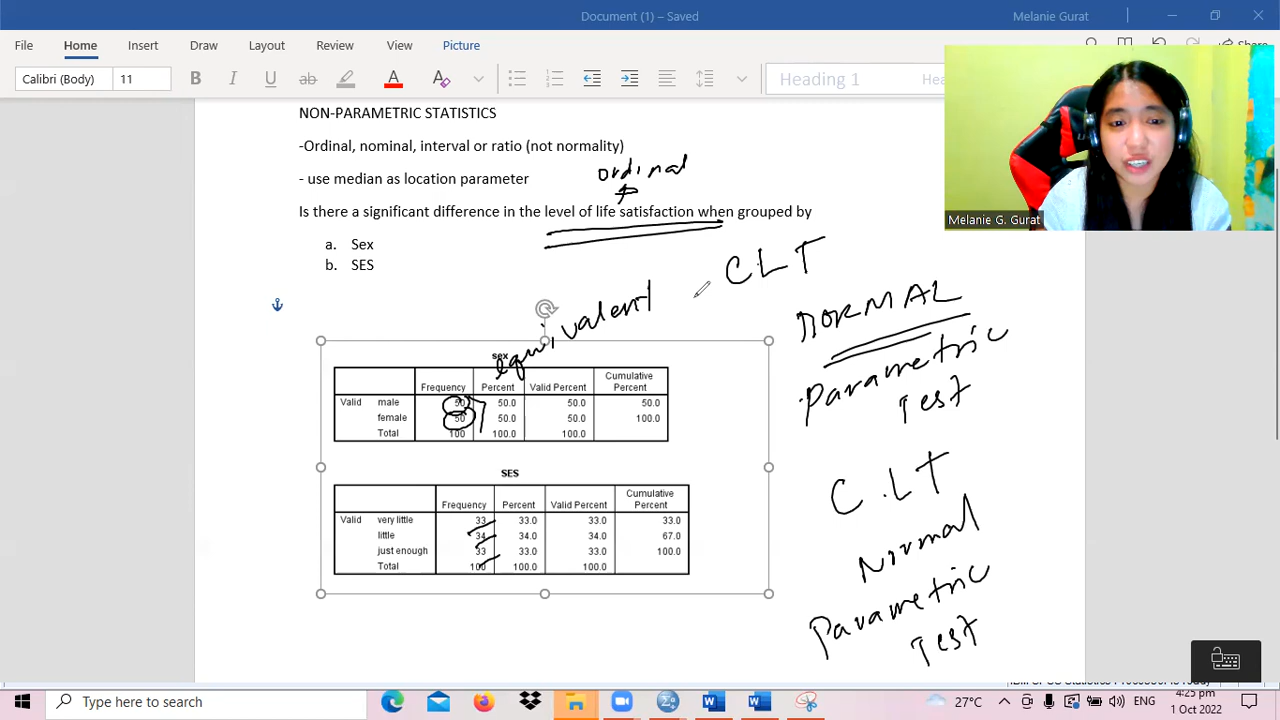 Document (1) – Saved
Melanie Gurat
File Home Insert Draw Layout References Review View Picture
Calibri (Body) 11 B I U ab A A Heading 1
NON-PARAMETRIC STATISTICS
-Ordinal, nominal, interval or ratio (not normality)
ordinal
- use median as location parameter
Is there a significant difference in the level of life satisfaction when grouped by
a. Sex
b. SES
Melanie G. Gurat
CLT
NORMAL
Parametric
Test
equivalent
sex
Frequency Percent Valid Percent Cumulative Percent
Valid male 50 50.0 50.0 50.0
female 50 50.0 50.0 100.0
Total 100 100.0 100.0
SES
Frequency Percent Valid Percent Cumulative Percent
Valid very little 33 33.0 33.0 33.0
little 34 34.0 34.0 67.0
just enough 33 33.0 33.0 100.0
Total 100 100.0 100.0
CLT
Normal
Parametric
Test
Type here to search
27°C
ENG
4:25 pm
1 Oct 2022